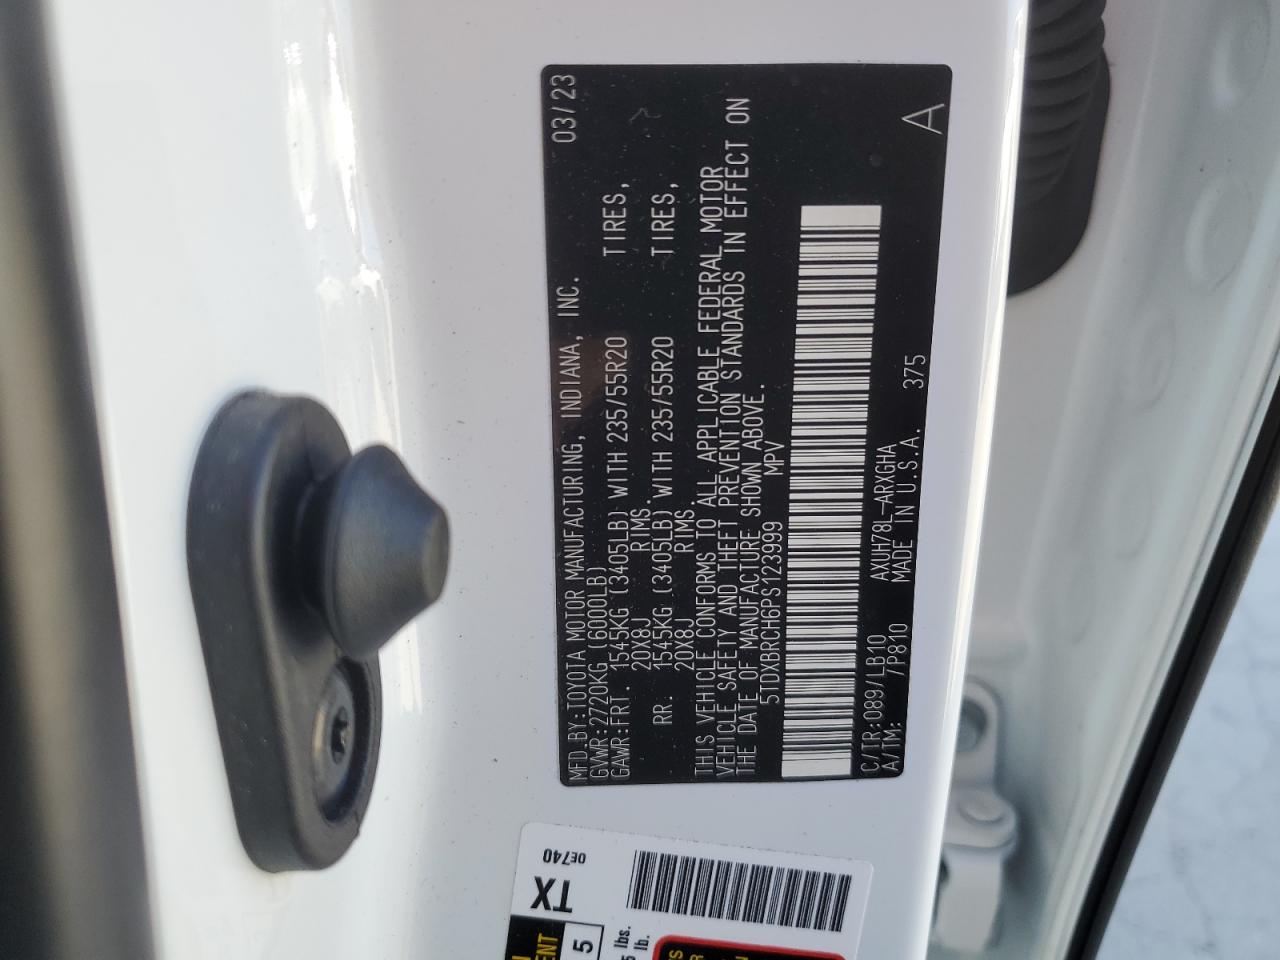 MFD.BY:TOYOTA MOTOR MANUFACTURING, INDIANA, INC. 03/23
GVWR:2720KG (6000LB)
GAWR:FRT. 1545KG (3405LB) WITH 235/55R20 TIRES,
20X8J RIMS.
RR. 1545KG (3405LB) WITH 235/55R20 TIRES,
20X8J RIMS.
THIS VEHICLE CONFORMS TO ALL APPLICABLE FEDERAL MOTOR
VEHICLE SAFETY AND THEFT PREVENTION STANDARDS IN EFFECT ON
THE DATE OF MANUFACTURE SHOWN ABOVE.
5TDXBRCH6PS123999 MPV
C/TR:089/LB10 AXUH78L-ARXGHA
A/TM: /P810 MADE IN U.S.A. 375 A
0E740
TX
5
lbs.
lb.